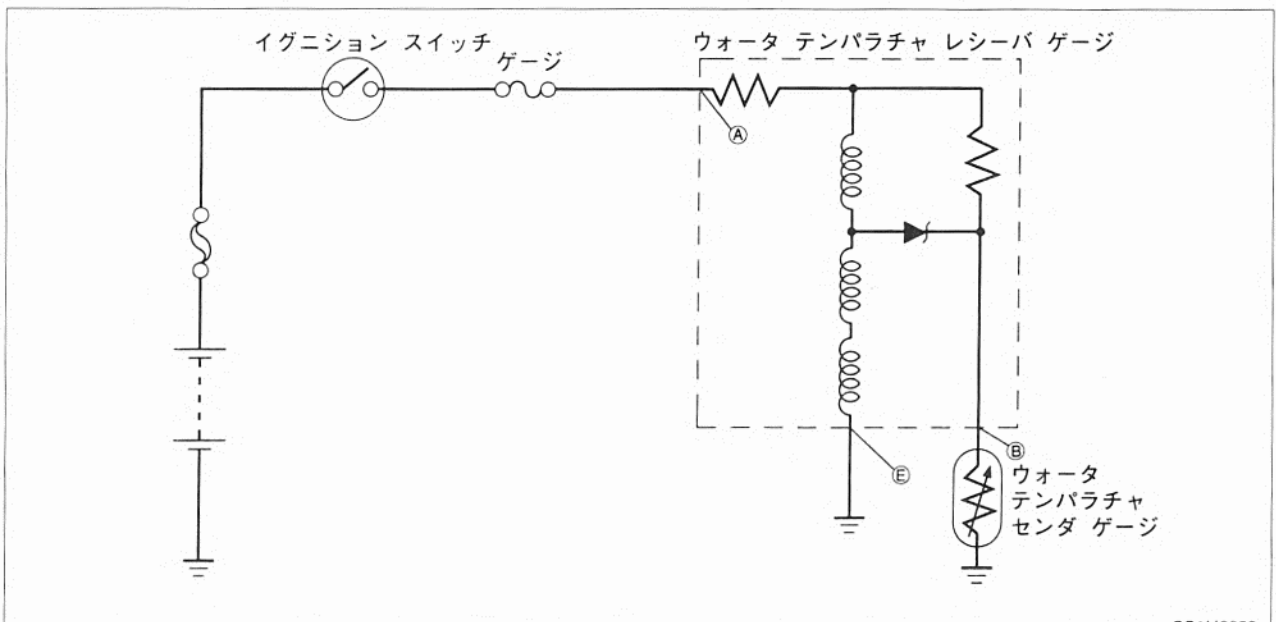 イグニション スイッチ
ゲージ
ウォータ テンパラチャ レシーバ ゲージ
Ⓐ
Ⓑ
Ⓔ
ウォータ
テンパラチャ
センダ ゲージ